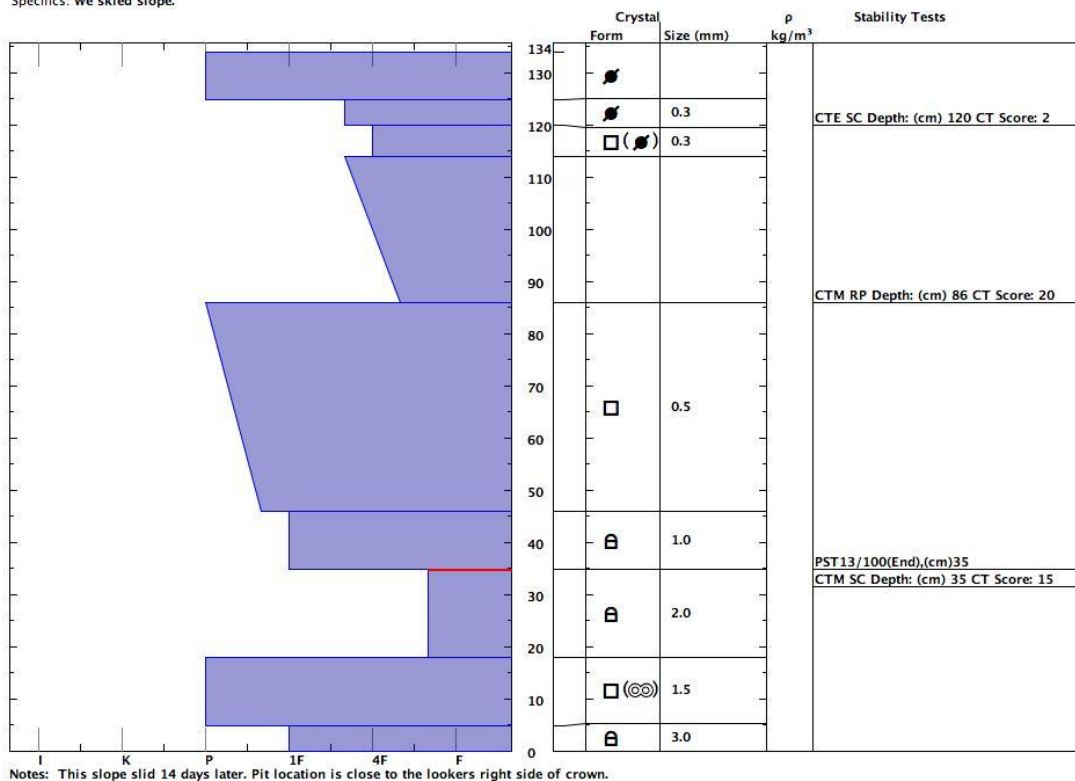 Specifics: We skied slope.
Crystal ρ Stability Tests
Form Size (mm) kg/m³
134
130
0.3
CTE SC Depth: (cm) 120 CT Score: 2
120
0.3
110
100
90
CTM RP Depth: (cm) 86 CT Score: 20
80
70
0.5
60
50
40
1.0
PST13/100(End),(cm)35
CTM SC Depth: (cm) 35 CT Score: 15
30
2.0
20
10
1.5
3.0
0
I K P 1F 4F F
Notes: This slope slid 14 days later. Pit location is close to the lookers right side of crown.